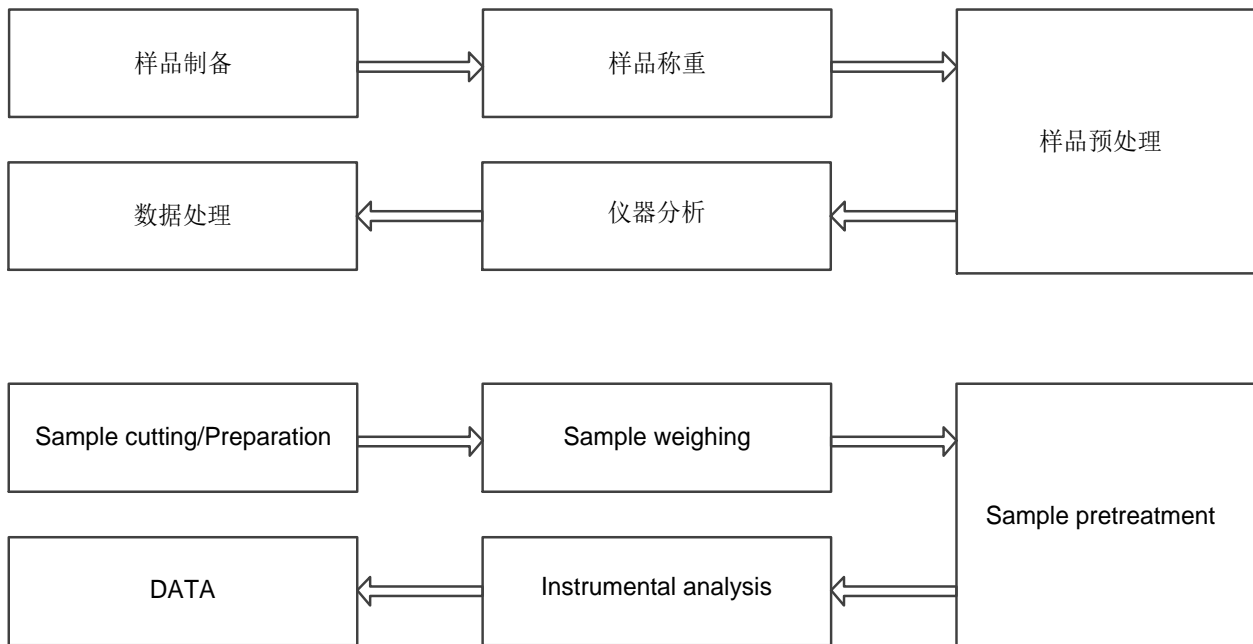 样品制备
样品称重
样品预处理
仪器分析
数据处理
Sample cutting/Preparation
Sample weighing
Sample pretreatment
Instrumental analysis
DATA